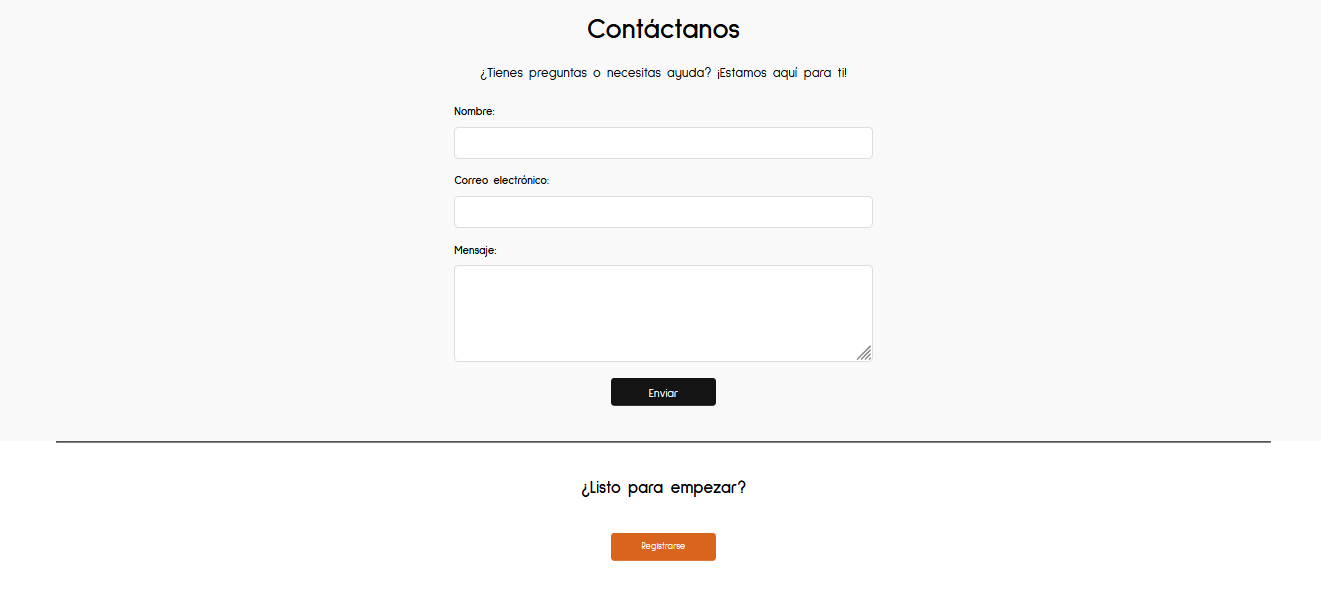 Contáctanos
¿Tienes preguntas o necesitas ayuda? ¡Estamos aquí para ti!
Nombre:
Correo electrónico:
Mensaje:
Enviar
¿Listo para empezar?
Registrarse